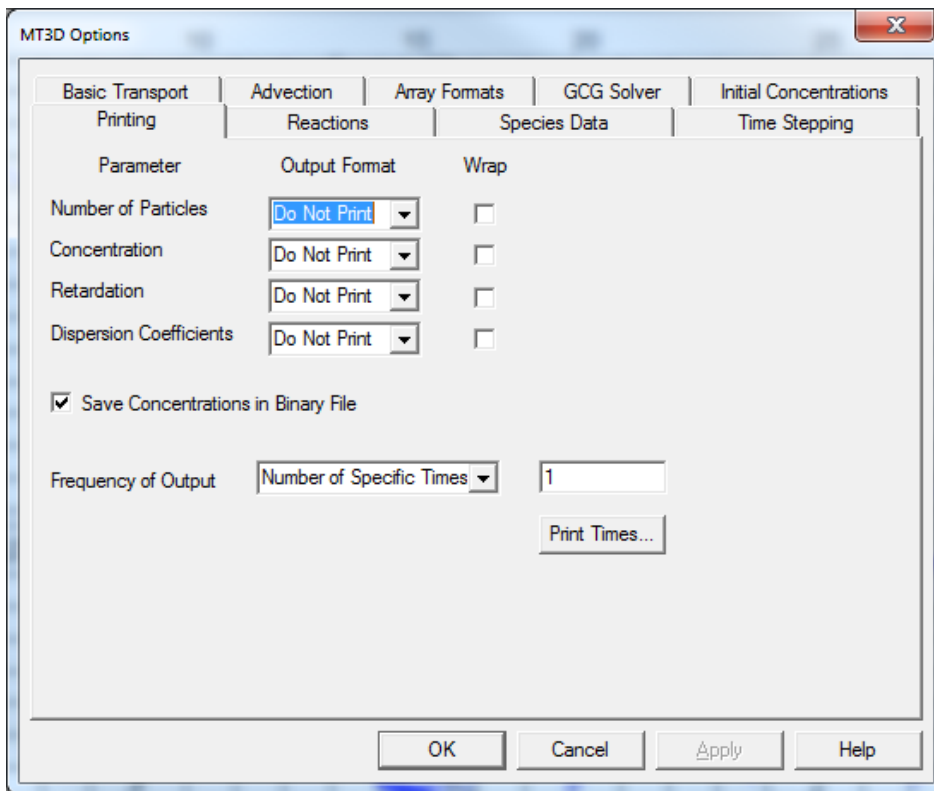 MT3D Options
Basic Transport Advection Array Formats GCG Solver Initial Concentrations
Printing Reactions Species Data Time Stepping
Parameter Output Format Wrap
Number of Particles Do Not Print
Concentration Do Not Print
Retardation Do Not Print
Dispersion Coefficients Do Not Print
Save Concentrations in Binary File
Frequency of Output Number of Specific Times 1
Print Times...
OK Cancel Apply Help